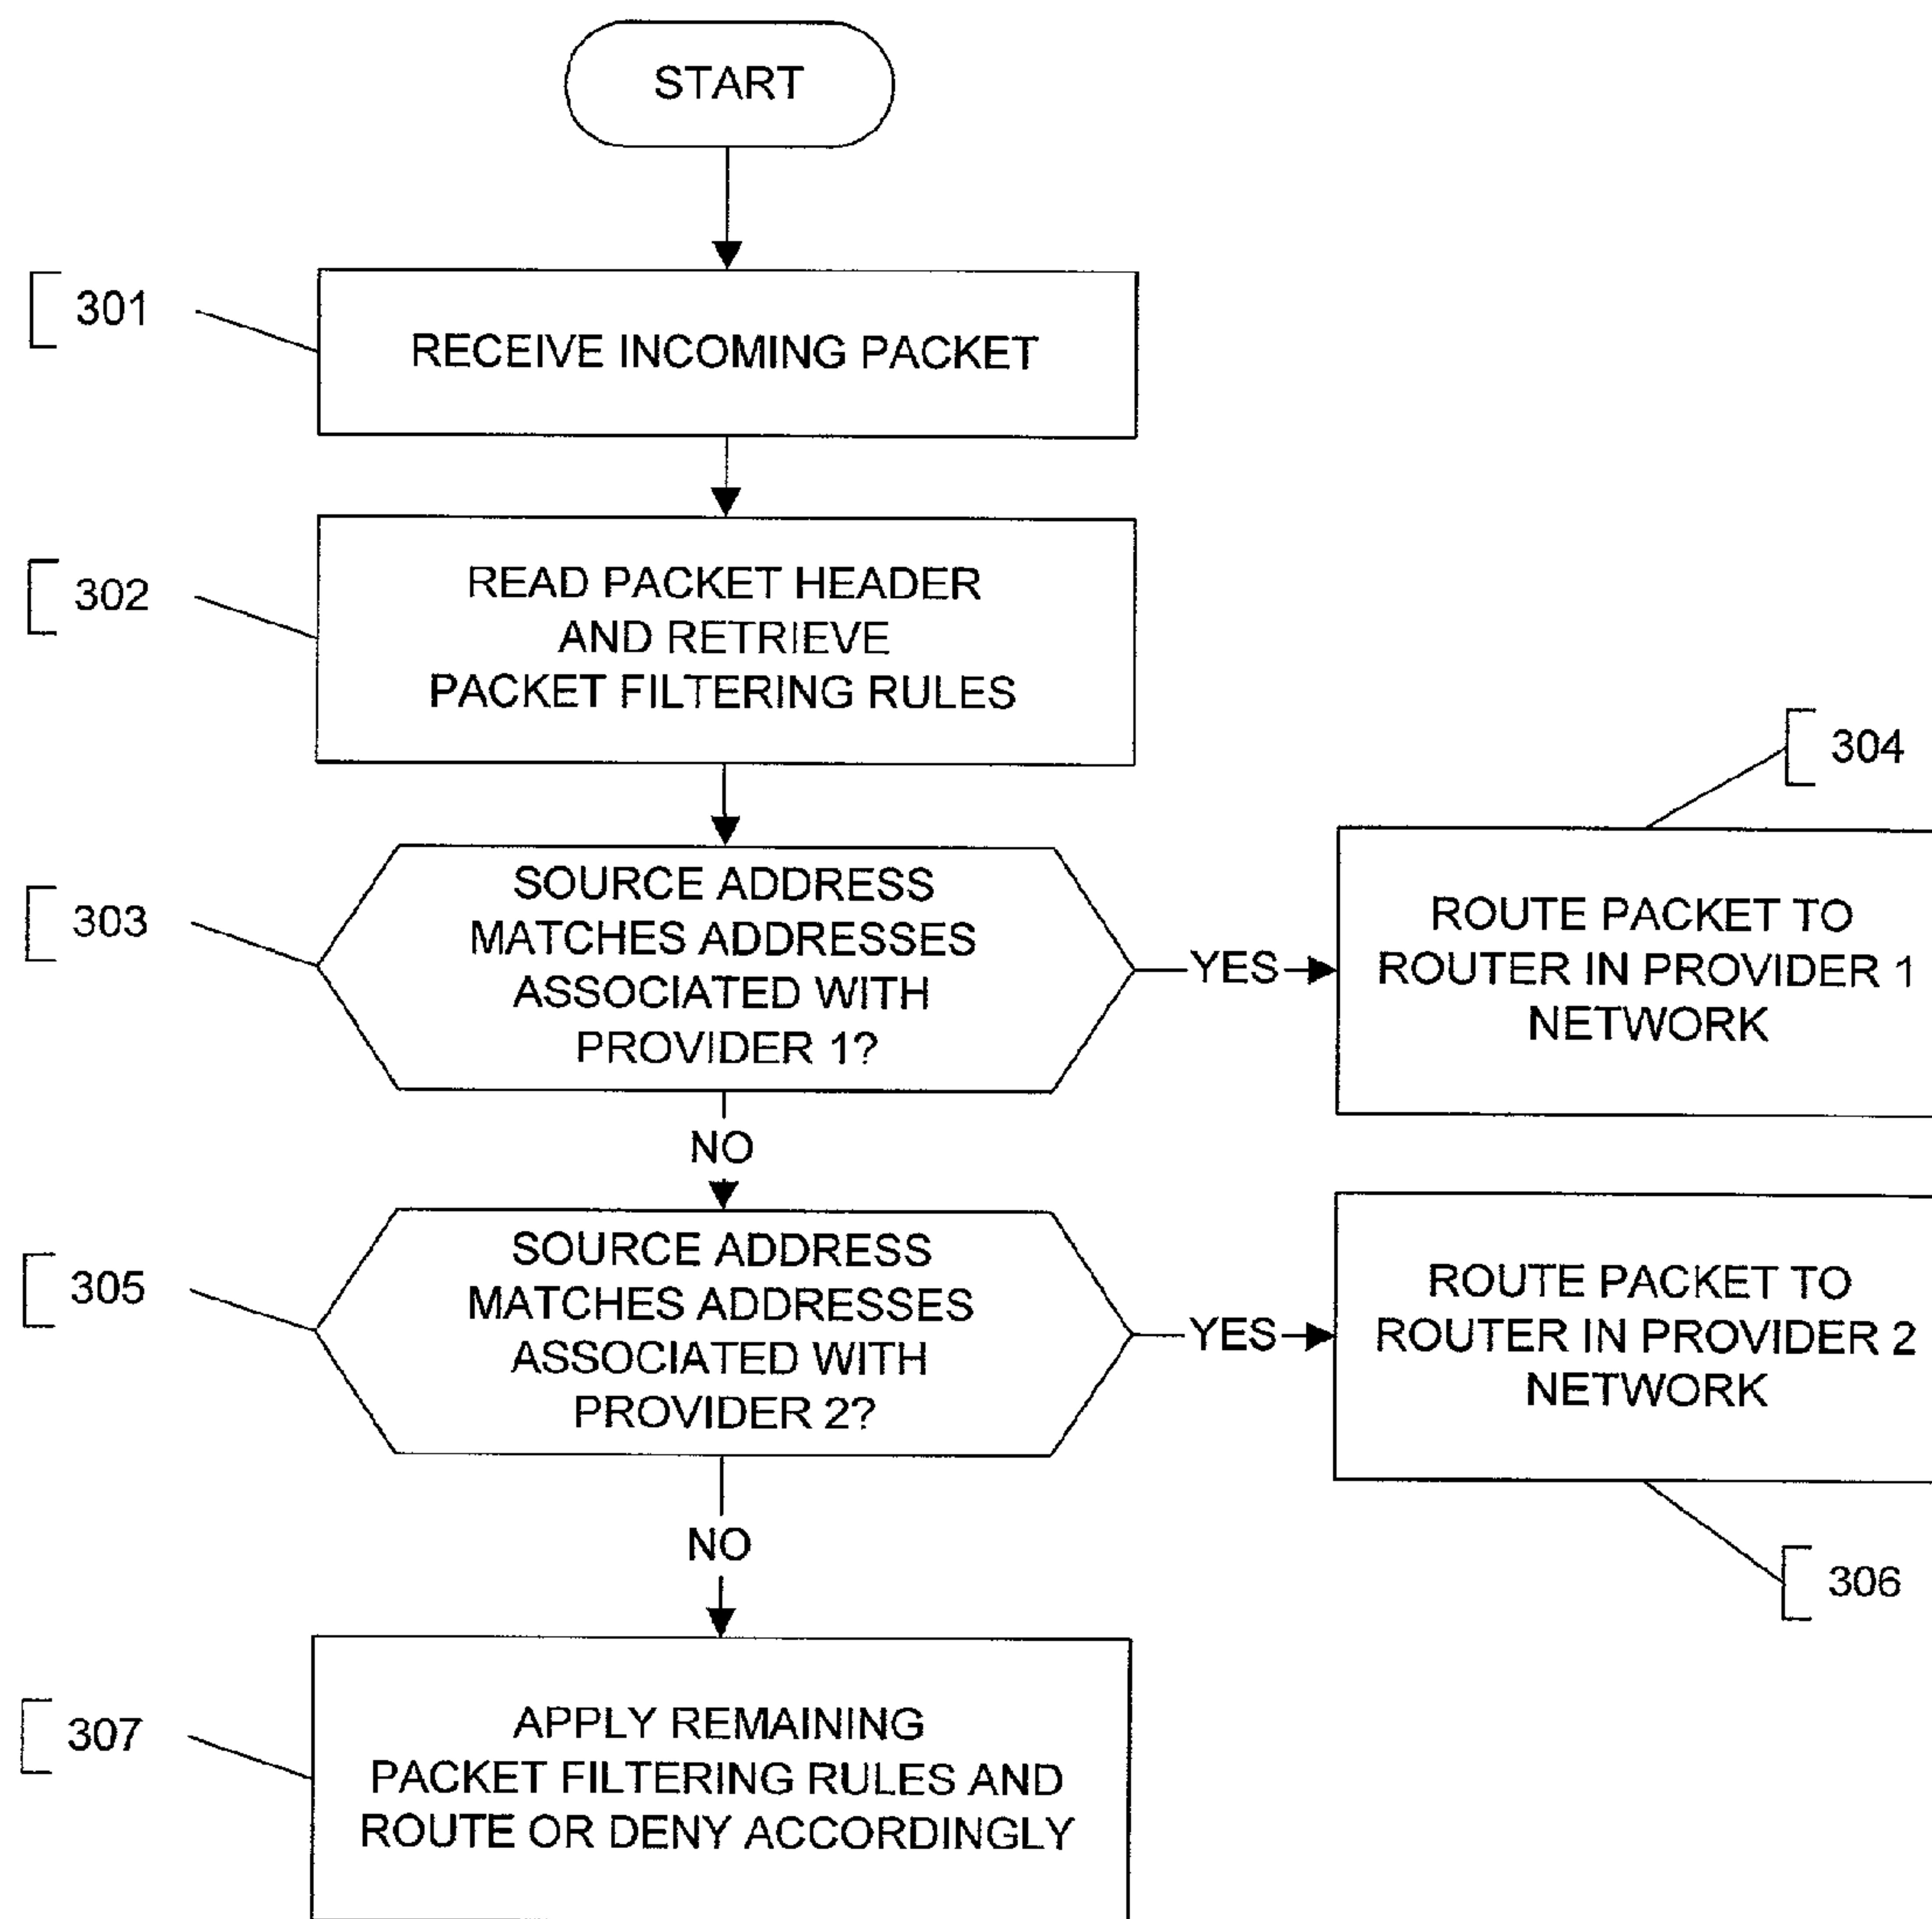 START
301
RECEIVE INCOMING PACKET
302
READ PACKET HEADER
AND RETRIEVE
PACKET FILTERING RULES
303
SOURCE ADDRESS
MATCHES ADDRESSES
ASSOCIATED WITH
PROVIDER 1?
YES
304
ROUTE PACKET TO
ROUTER IN PROVIDER 1
NETWORK
NO
305
SOURCE ADDRESS
MATCHES ADDRESSES
ASSOCIATED WITH
PROVIDER 2?
YES
ROUTE PACKET TO
ROUTER IN PROVIDER 2
NETWORK
306
NO
307
APPLY REMAINING
PACKET FILTERING RULES AND
ROUTE OR DENY ACCORDINGLY